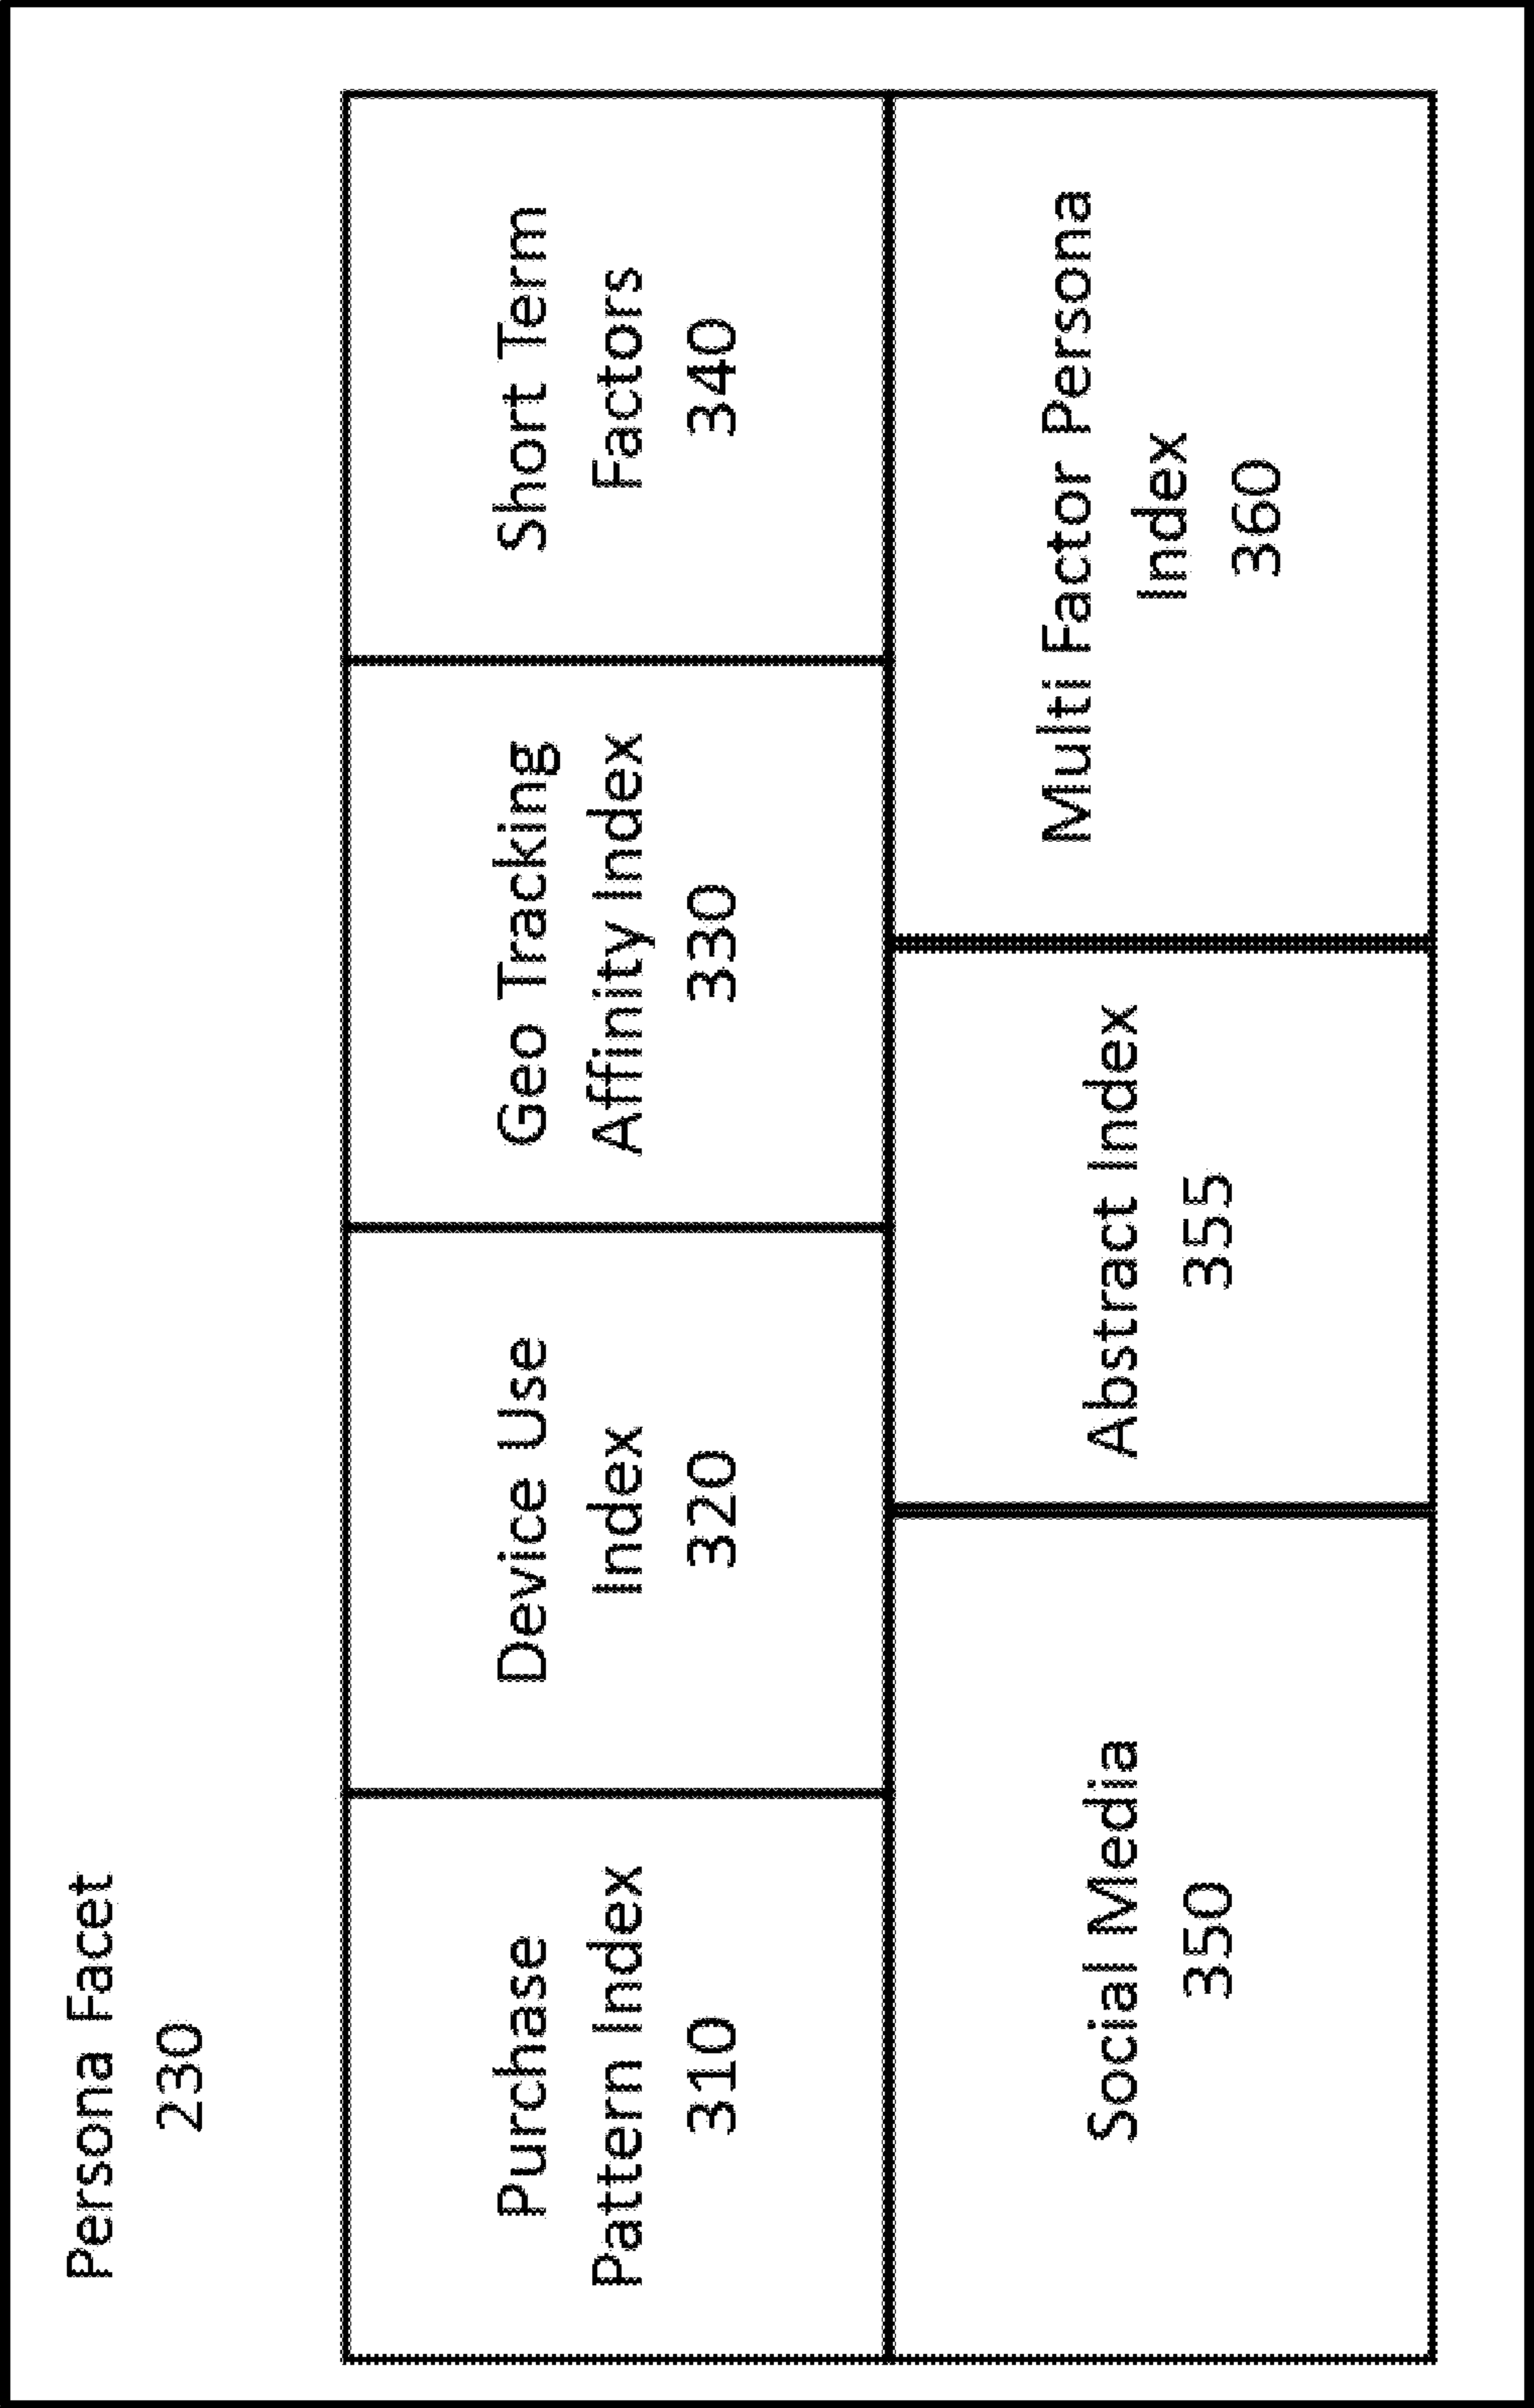 Persona Facet
230
Purchase
Pattern Index
310
Device Use
Index
320
Geo Tracking
Affinity Index
330
Short Term
Factors
340
Social Media
350
Abstract Index
355
Multi Factor Persona
Index
360